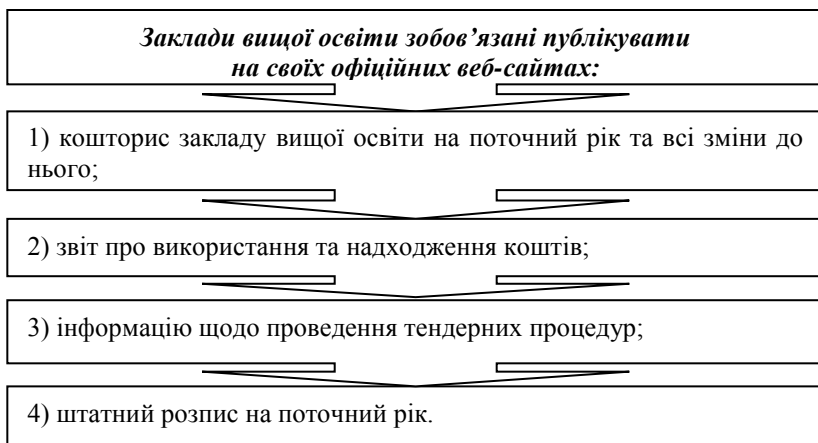 Заклади вищої освіти зобов’язані публікувати
на своїх офіційних веб-сайтах:
1) кошторис закладу вищої освіти на поточний рік та всі зміни до
нього;
2) звіт про використання та надходження коштів;
3) інформацію щодо проведення тендерних процедур;
4) штатний розпис на поточний рік.